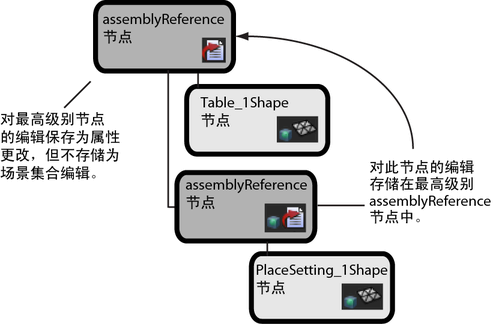 assemblyReference
节点
Table_1Shape
节点
对最高级别节点
的编辑保存为属性
更改，但不存储为
场景集合编辑。
assemblyReference
节点
对此节点的编辑
存储在最高级别
assemblyReference
节点中。
PlaceSetting_1Shape
节点